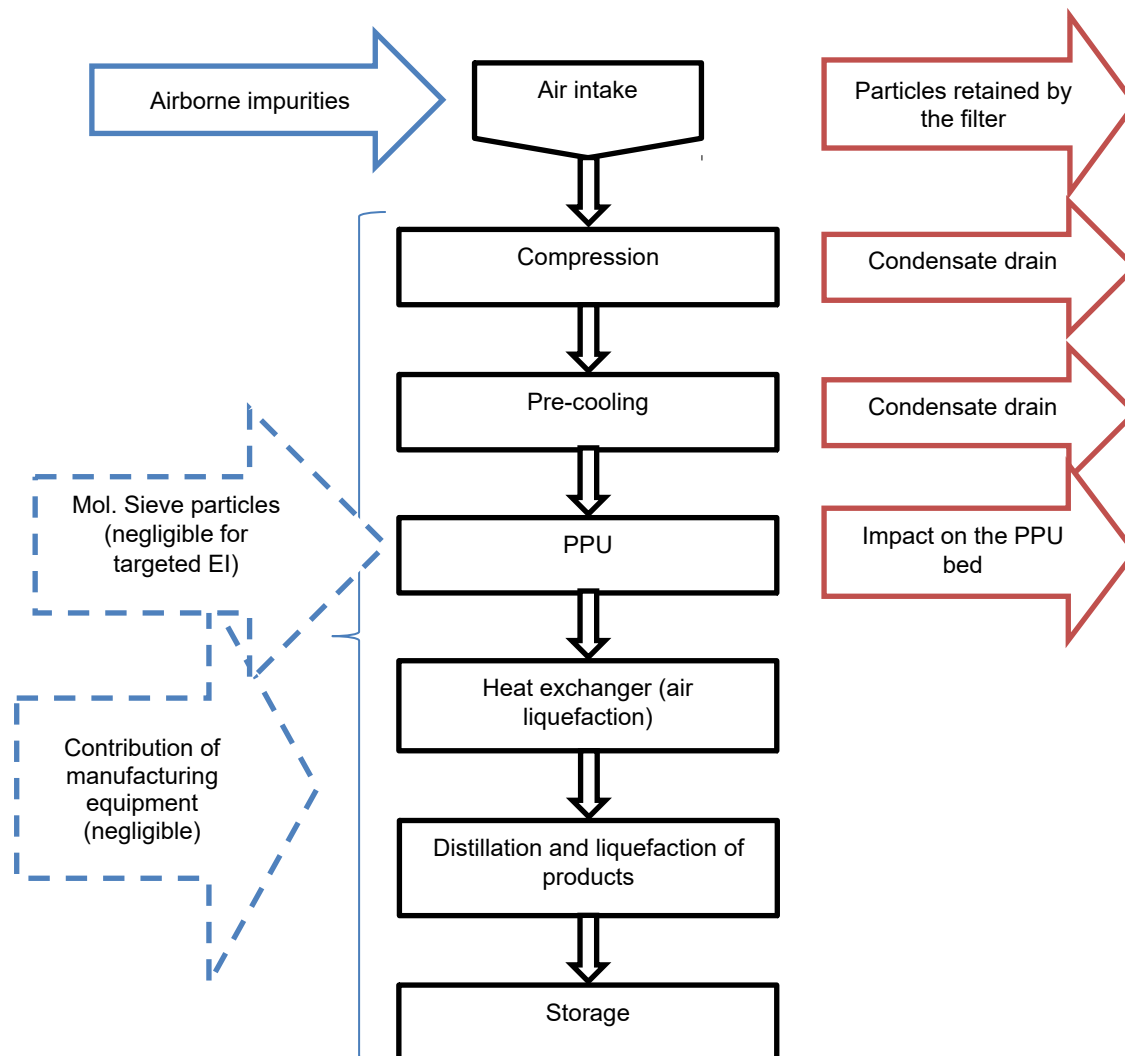 Airborne impurities
Air intake
Particles retained by
the filter
Compression
Condensate drain
Pre-cooling
Condensate drain
Mol. Sieve particles
(negligible for
targeted EI)
PPU
Impact on the PPU
bed
Heat exchanger (air
liquefaction)
Contribution of
manufacturing
equipment
(negligible)
Distillation and liquefaction of
products
Storage